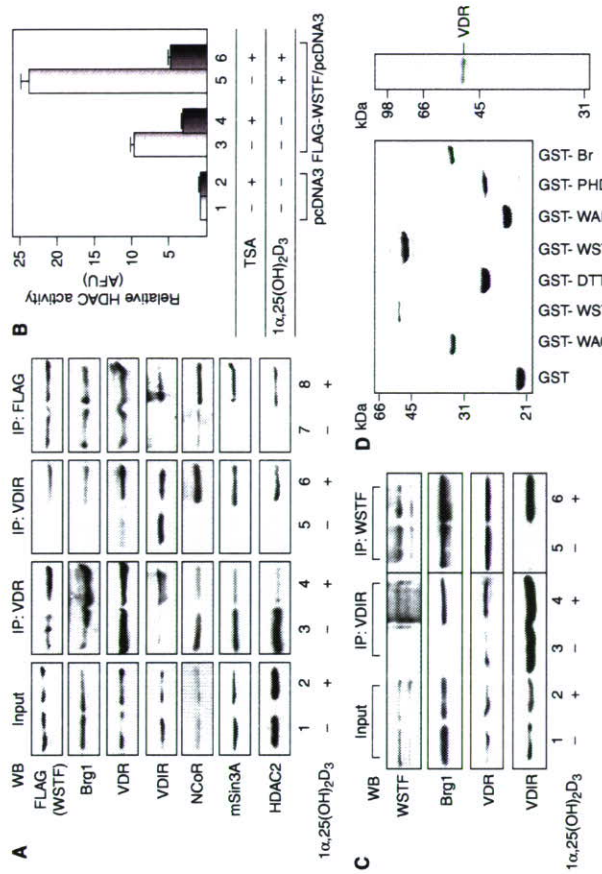 A
WB
Input
IP: VDR
IP: VDIR
IP: FLAG
FLAG
(WSTF)
Brg1
VDR
VDIR
NCoR
mSin3A
HDAC2
1 2 3 4 5 6 7 8
1α,25(OH)₂D₃ − + − + − + − +
B
Relative HDAC activity
(AFU)
25
20
15
10
5
1 2 3 4 5 6
TSA − + − + − +
1α,25(OH)₂D₃ − − − − + +
pcDNA3 FLAG-WSTF/pcDNA3
C
WB
Input
IP: VDIR
IP: WSTF
WSTF
Brg1
VDR
VDIR
1 2 3 4 5 6
1α,25(OH)₂D₃ − + − + − +
D
kDa
66
45
31
21
GST
GST- WAC
GST- WST
GST- DTT
GST- WST
GST- WAK
GST- PHD
GST- Br
kDa
98
66
45
31
VDR